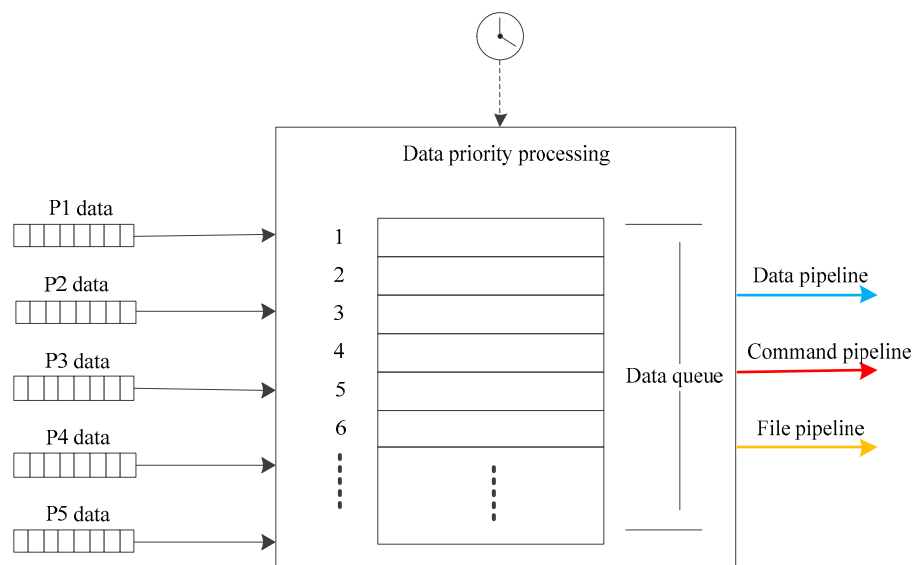 Data priority processing
P1 data
P2 data
P3 data
P4 data
P5 data
1
2
3
4
5
6
Data queue
Data pipeline
Command pipeline
File pipeline